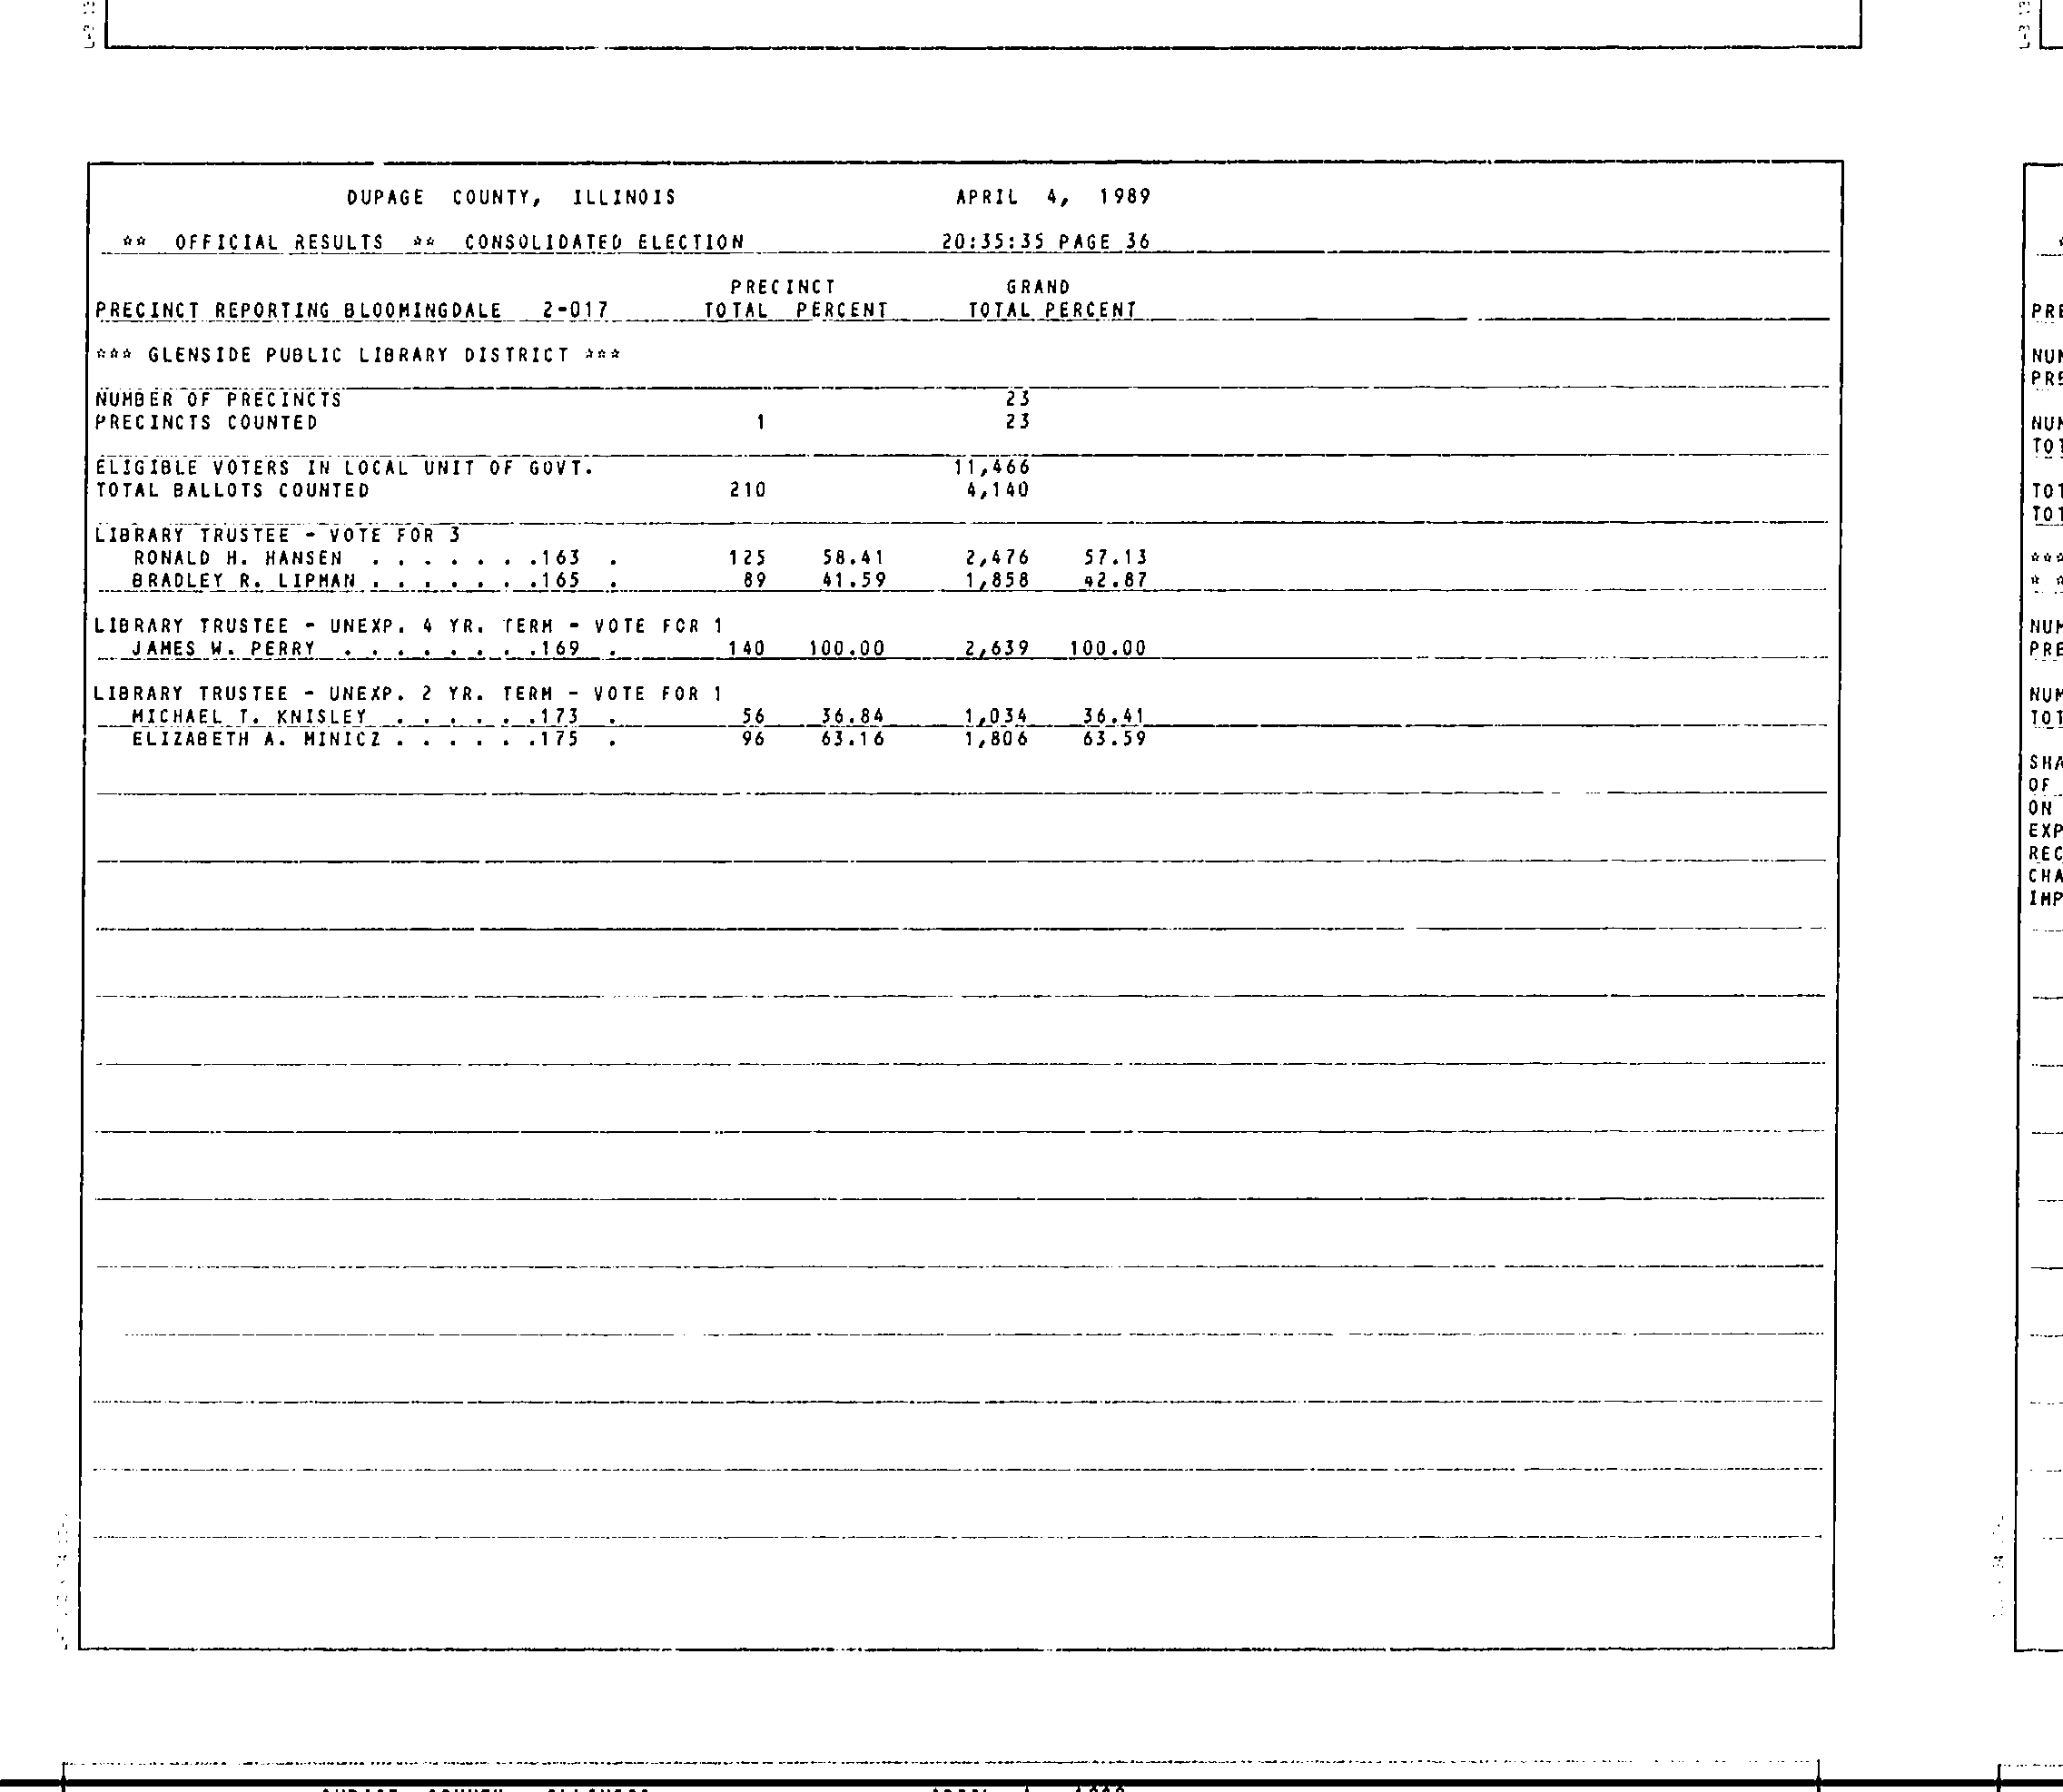 DUPAGE COUNTY, ILLINOIS APRIL 4, 1989
** OFFICIAL RESULTS ** CONSOLIDATED ELECTION 20:35:35 PAGE 36
PRECINCT GRAND
PRECINCT REPORTING BLOOMINGDALE 2-017 TOTAL PERCENT TOTAL PERCENT
*** GLENSIDE PUBLIC LIBRARY DISTRICT ***
NUMBER OF PRECINCTS 23
PRECINCTS COUNTED 1 23
ELIGIBLE VOTERS IN LOCAL UNIT OF GOVT. 11,466
TOTAL BALLOTS COUNTED 210 4,140
LIBRARY TRUSTEE - VOTE FOR 3
RONALD H. HANSEN . . . . . . .163 . 125 58.41 2,476 57.13
BRADLEY R. LIPMAN . . . . . . .165 . 89 41.59 1,858 42.87
LIBRARY TRUSTEE - UNEXP. 4 YR. TERM - VOTE FOR 1
JAMES W. PERRY . . . . . . . .169 . 140 100.00 2,639 100.00
LIBRARY TRUSTEE - UNEXP. 2 YR. TERM - VOTE FOR 1
MICHAEL T. KNISLEY . . . . . .173 . 56 36.84 1,034 36.41
ELIZABETH A. MINICZ . . . . . .175 . 96 63.16 1,806 63.59
PRE
NUM
PRE
NUM
TOT
TOT
TOT
***
NUM
PRE
NUM
TOT
SHA
OF
ON
EXP
REC
CHA
IMP